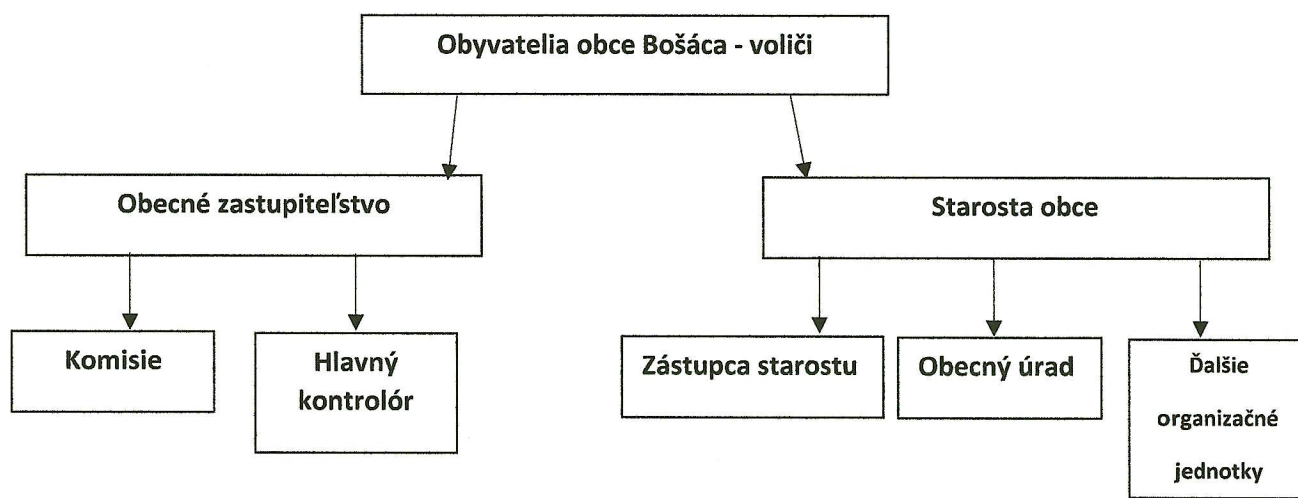 Obyvatelia obce Bošáca - voliči
Obecné zastupiteľstvo
Starosta obce
Komisie
Hlavný
kontrolór
Zástupca starostu
Obecný úrad
Ďalšie
organizačné
jednotky